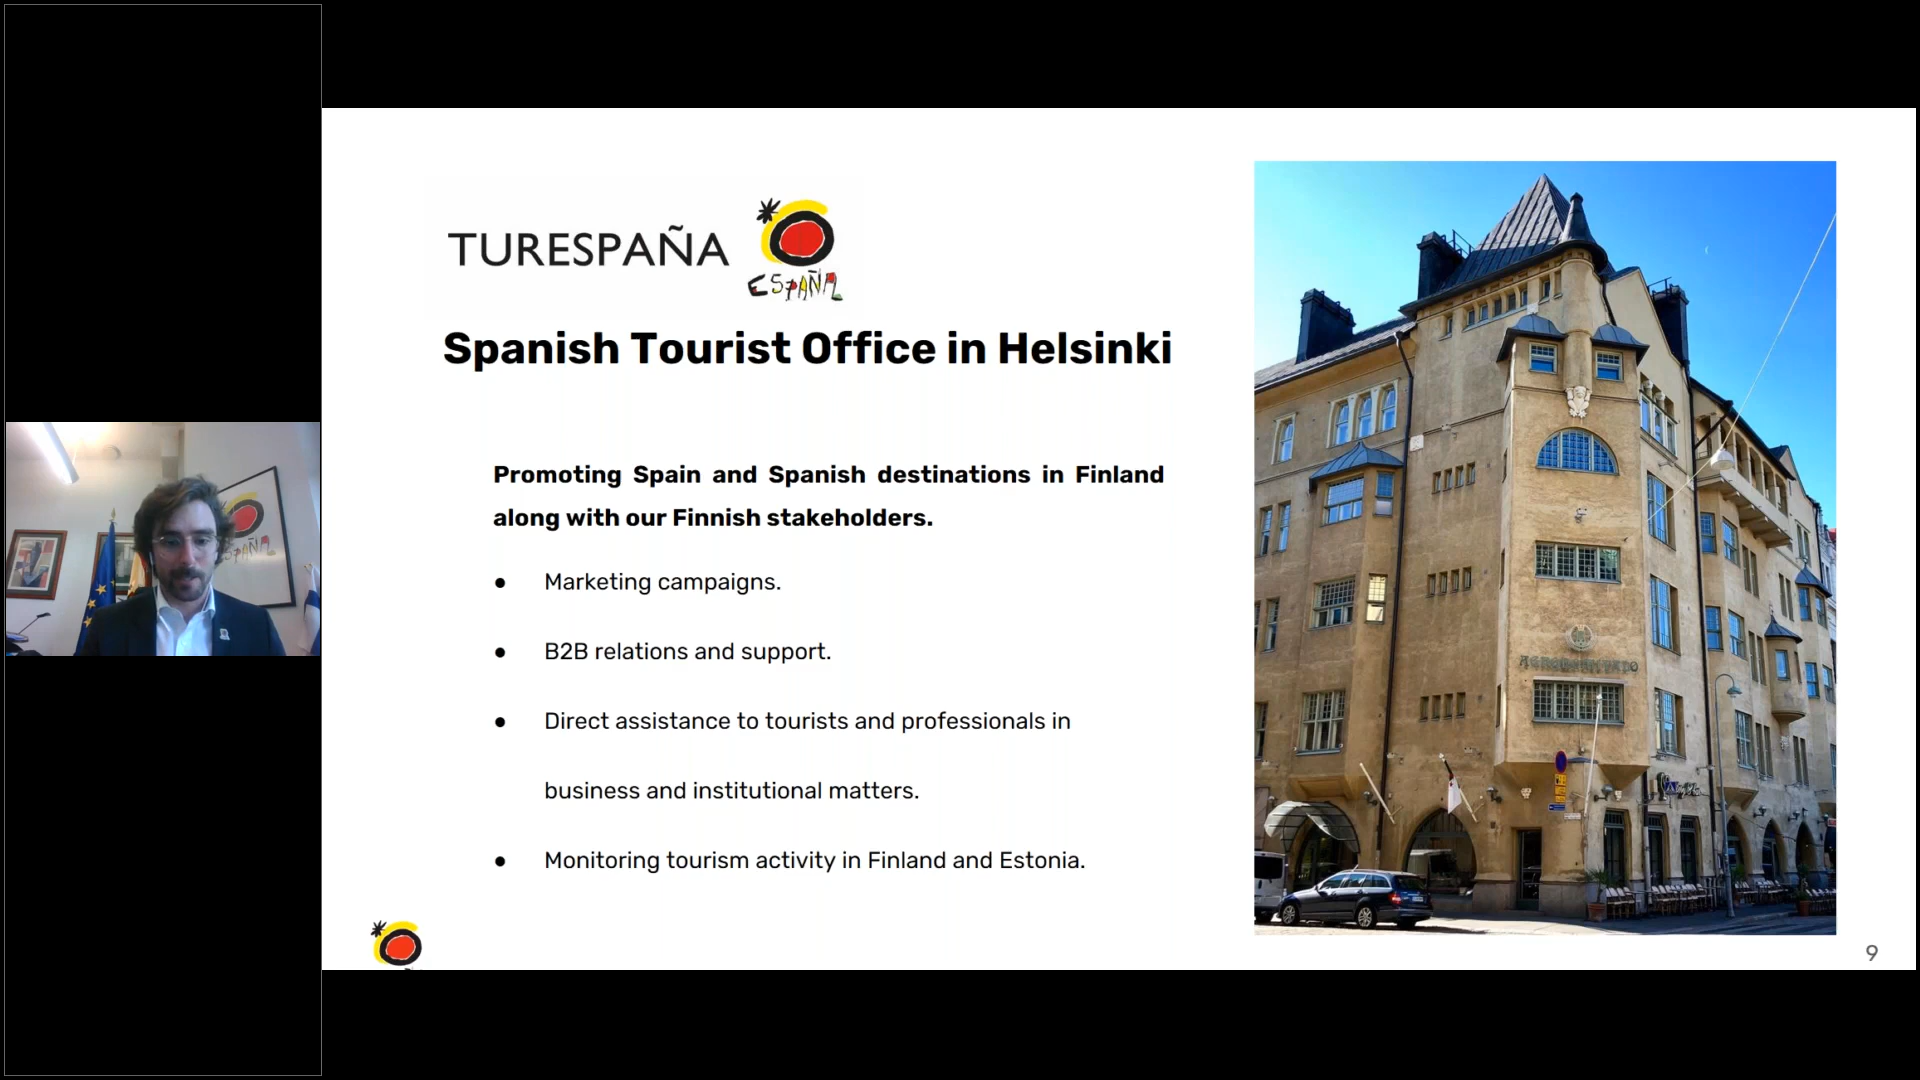 TURESPAÑA
ESPAÑA
Spanish Tourist Office in Helsinki
Promoting Spain and Spanish destinations in Finland
along with our Finnish stakeholders.
● Marketing campaigns.
● B2B relations and support.
● Direct assistance to tourists and professionals in
business and institutional matters.
● Monitoring tourism activity in Finland and Estonia.
9